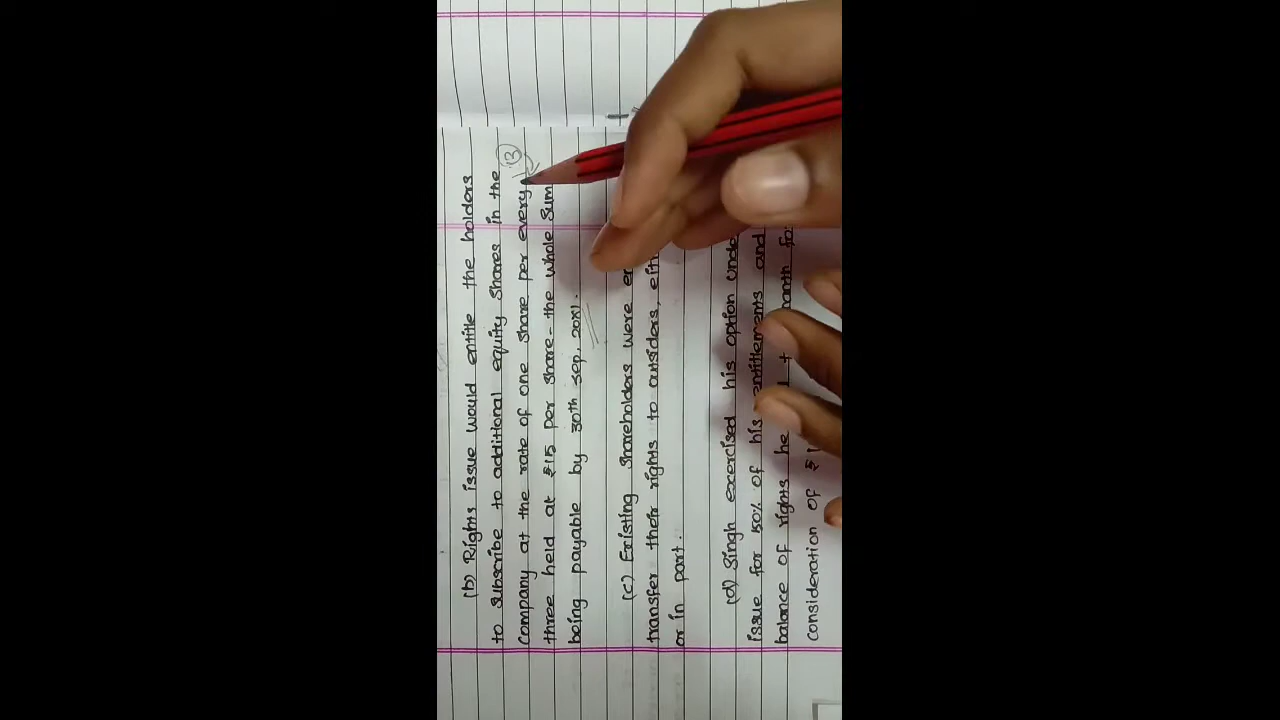 (b) Rights issue would entitle the holders
to subscribe to additional equity shares in the
13
company at the rate of one share per every
three held at ₹15 per share - the whole sum
being payable by 30th sep, 20X1.
(c) Existing shareholders were
transfer their rights to outsiders,
or in part.
(d) Singh exercised his option
issue for 50% of his entitlements and
balance of rights he
consideration of ₹